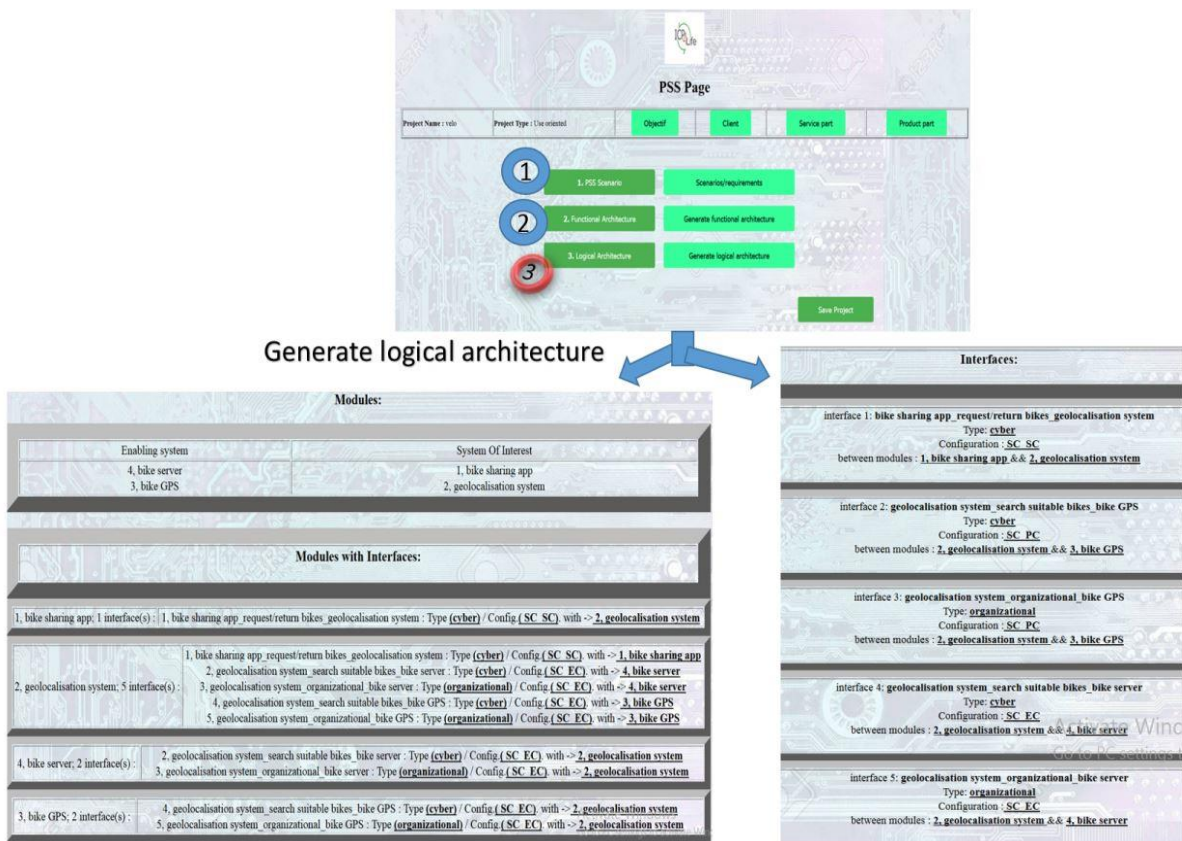 ICP Life
PSS Page
Project Name : velo
Project Type : Use oriented
Objectif
Client
Service part
Product part
1
1. PSS Scenario
Scenarios/requirements
2
2. Functional Architecture
Generate functional architecture
3
3. Logical Architecture
Generate logical architecture
Save Project
Generate logical architecture
Modules:
Enabling system
System Of Interest
4, bike server
1, bike sharing app
3, bike GPS
2, geolocalisation system
Modules with Interfaces:
1, bike sharing app; 1 interface(s) :
1, bike sharing app_request/return bikes_geolocalisation system : Type (cyber) / Config.( SC_SC). with -> 2, geolocalisation system
2, geolocalisation system; 5 interface(s) :
1, bike sharing app_request/return bikes_geolocalisation system : Type (cyber) / Config.( SC_SC). with -> 1, bike sharing app
2, geolocalisation system_search suitable bikes_bike server : Type (cyber) / Config.( SC_EC). with -> 4, bike server
3, geolocalisation system_organizational_bike server : Type (organizational) / Config.( SC_EC). with -> 4, bike server
4, geolocalisation system_search suitable bikes_bike GPS : Type (cyber) / Config.( SC_EC). with -> 3, bike GPS
5, geolocalisation system_organizational_bike GPS : Type (organizational) / Config.( SC_EC). with -> 3, bike GPS
4, bike server; 2 interface(s) :
2, geolocalisation system_search suitable bikes_bike server : Type (cyber) / Config.( SC_EC). with -> 2, geolocalisation system
3, geolocalisation system_organizational_bike server : Type (organizational) / Config.( SC_EC). with -> 2, geolocalisation system
3, bike GPS; 2 interface(s) :
4, geolocalisation system_search suitable bikes_bike GPS : Type (cyber) / Config.( SC_EC). with -> 2, geolocalisation system
5, geolocalisation system_organizational_bike GPS : Type (organizational) / Config.( SC_EC). with -> 2, geolocalisation system
Interfaces:
interface 1: bike sharing app_request/return bikes_geolocalisation system
Type: cyber
Configuration : SC_SC
between modules : 1, bike sharing app && 2, geolocalisation system
interface 2: geolocalisation system_search suitable bikes_bike GPS
Type: cyber
Configuration : SC_PC
between modules : 2, geolocalisation system && 3, bike GPS
interface 3: geolocalisation system_organizational_bike GPS
Type: organizational
Configuration : SC_PC
between modules : 2, geolocalisation system && 3, bike GPS
interface 4: geolocalisation system_search suitable bikes_bike server
Type: cyber
Configuration : SC_EC
between modules : 2, geolocalisation system && 4, bike server
Activate Wind
Go to PC settings t
interface 5: geolocalisation system_organizational_bike server
Type: organizational
Configuration : SC_EC
between modules : 2, geolocalisation system && 4, bike server